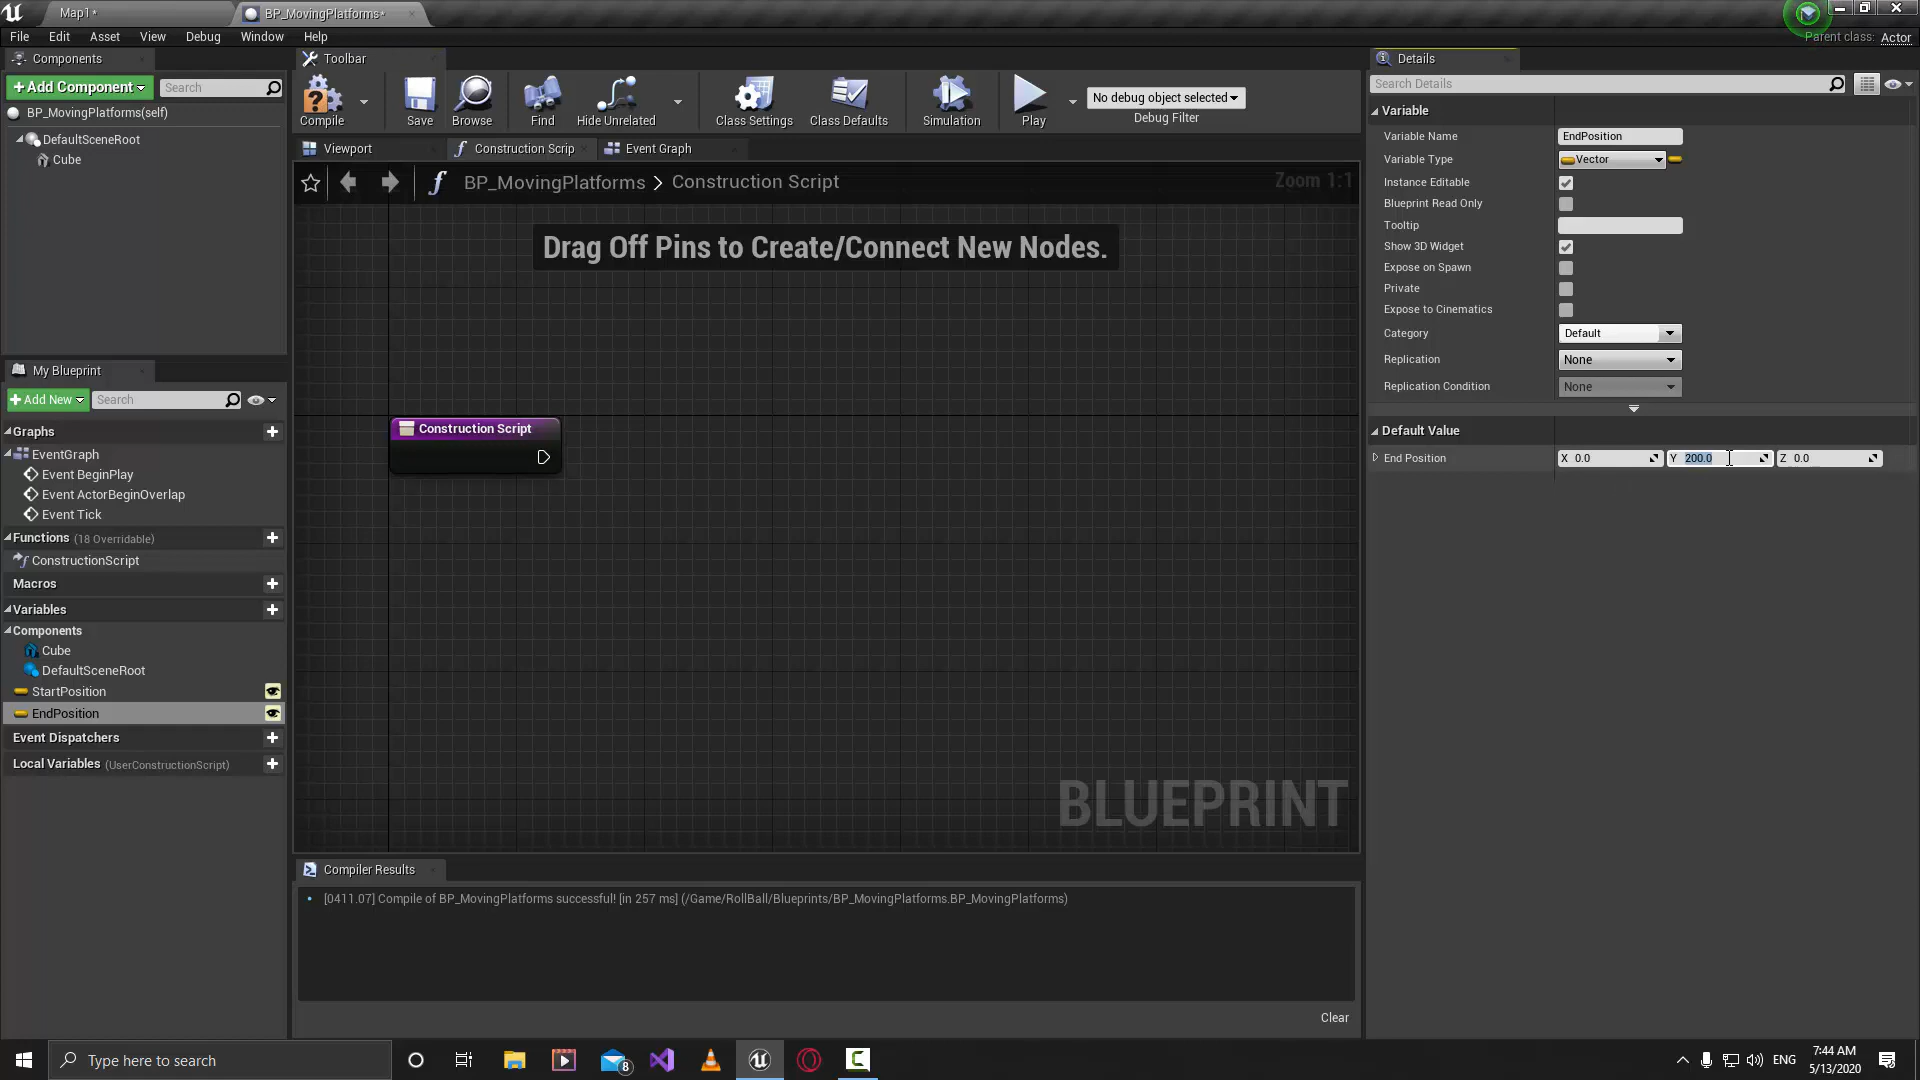 Map1*
BP_MovingPlatforms*
File Edit Asset View Debug Window Help
Parent class: Actor
Components
+Add Component
Search
BP_MovingPlatforms(self)
DefaultSceneRoot
Cube
My Blueprint
+Add New
Search
Graphs
EventGraph
Event BeginPlay
Event ActorBeginOverlap
Event Tick
Functions (18 Overridable)
ConstructionScript
Macros
Variables
Components
Cube
DefaultSceneRoot
StartPosition
EndPosition
Event Dispatchers
Local Variables (UserConstructionScript)
Toolbar
Compile
Save
Browse
Find
Hide Unrelated
Class Settings
Class Defaults
Simulation
Play
No debug object selected
Debug Filter
Viewport
Construction Scrip
Event Graph
BP_MovingPlatforms > Construction Script
Zoom 1:1
Drag Off Pins to Create/Connect New Nodes.
Construction Script
BLUEPRINT
Compiler Results
[0411.07] Compile of BP_MovingPlatforms successful! [in 257 ms] (/Game/RollBall/Blueprints/BP_MovingPlatforms.BP_MovingPlatforms)
Clear
Details
Search Details
Variable
Variable Name EndPosition
Variable Type Vector
Instance Editable
Blueprint Read Only
Tooltip
Show 3D Widget
Expose on Spawn
Private
Expose to Cinematics
Category Default
Replication None
Replication Condition None
Default Value
End Position X 0.0 Y 200.0 Z 0.0
Type here to search
8
ENG
7:44 AM
5/13/2020